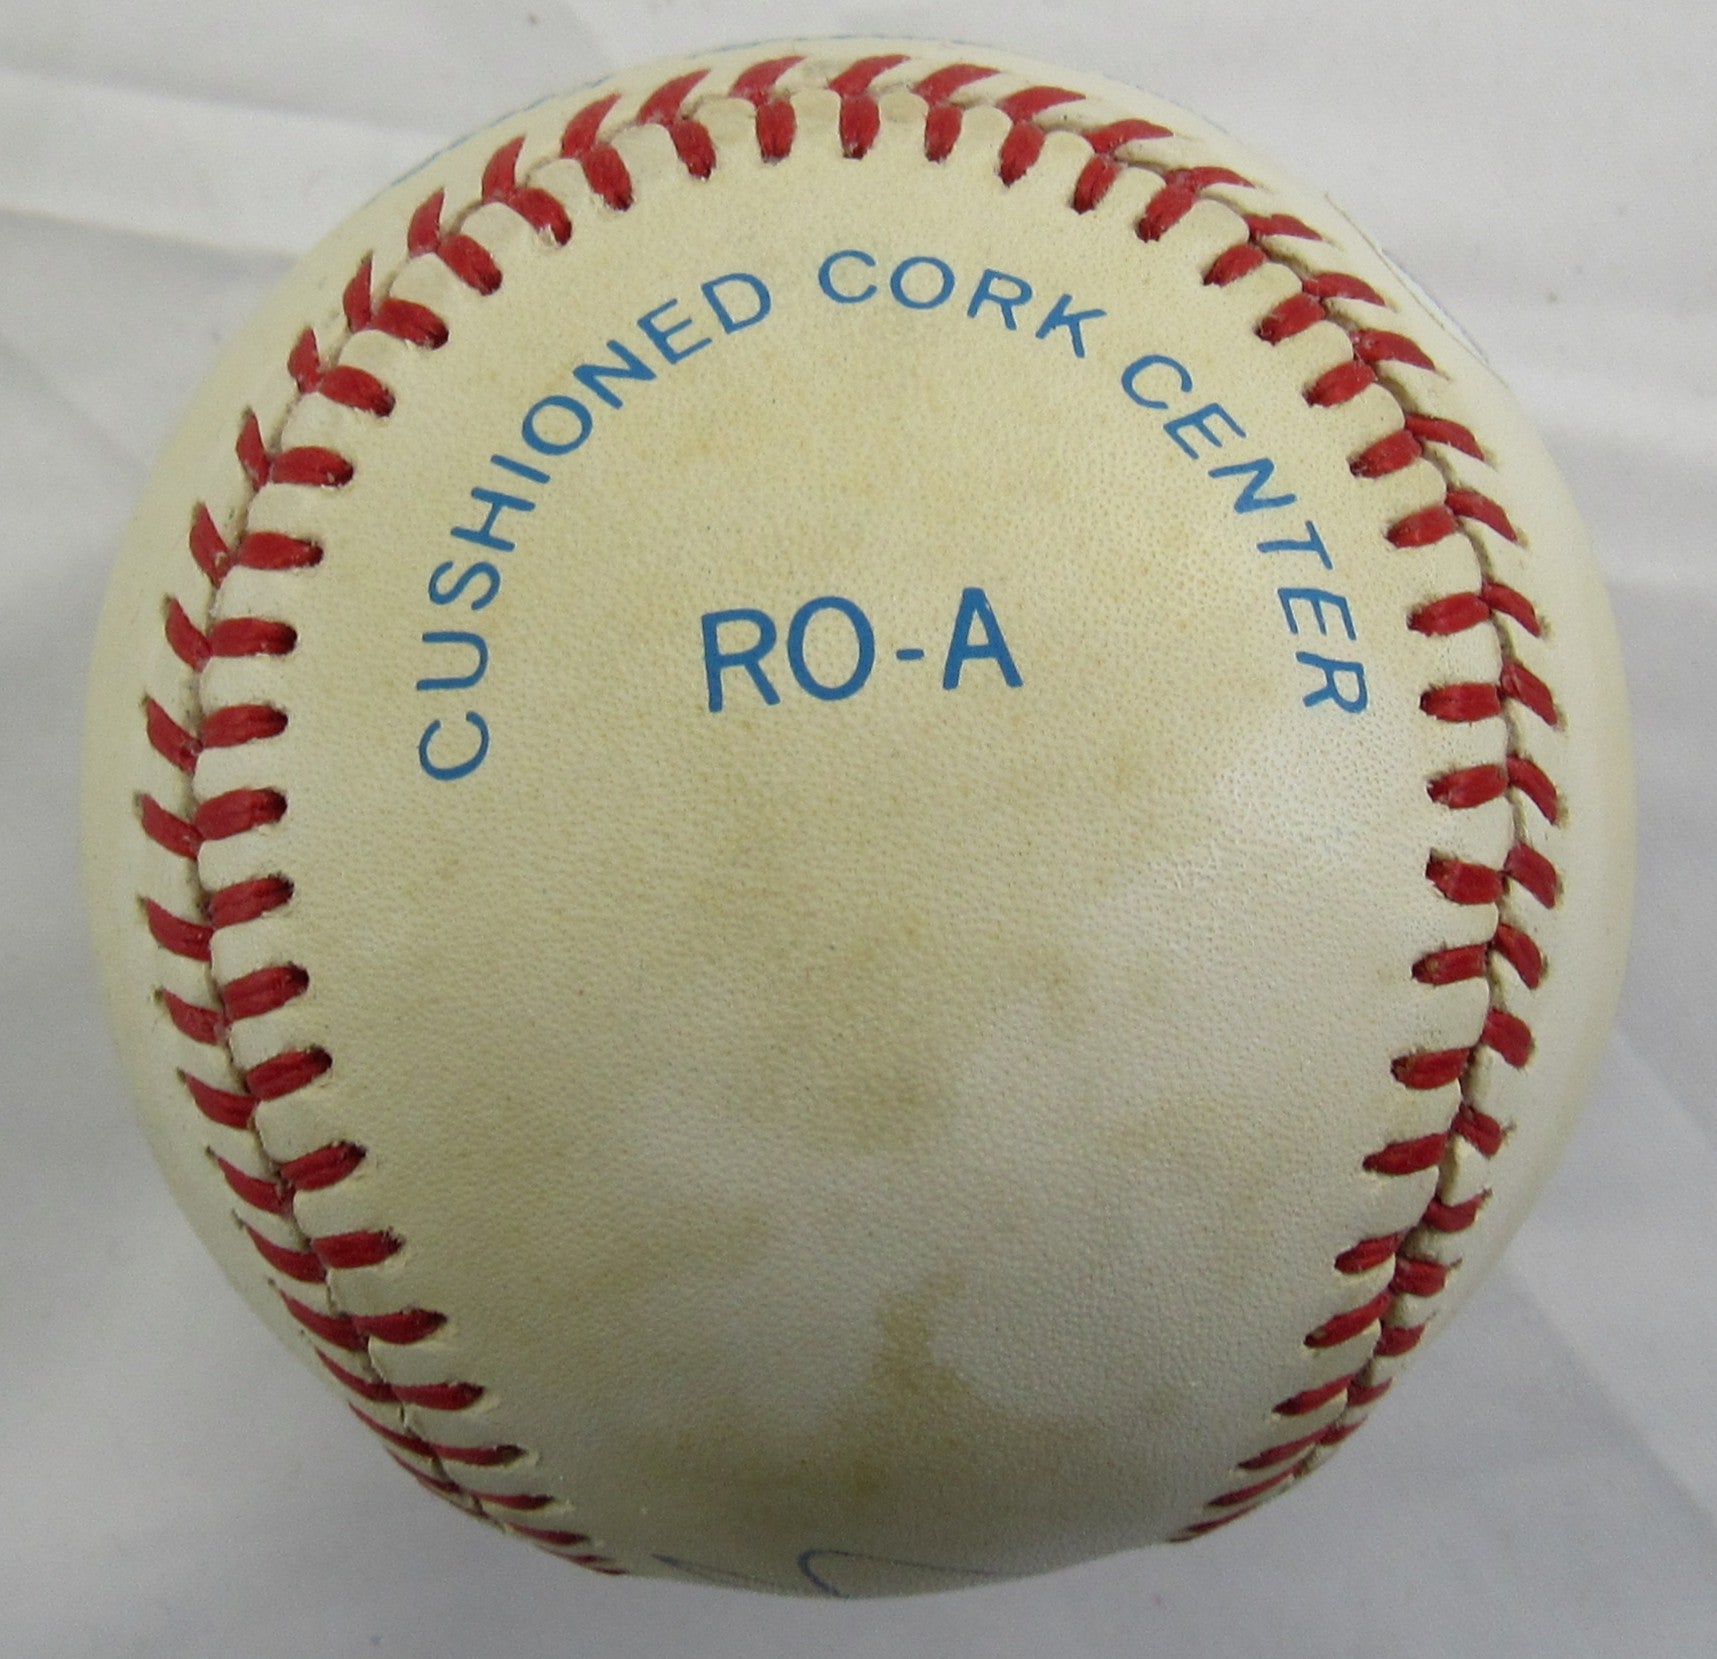 CUSHIONED CORK CENTER
RO-A